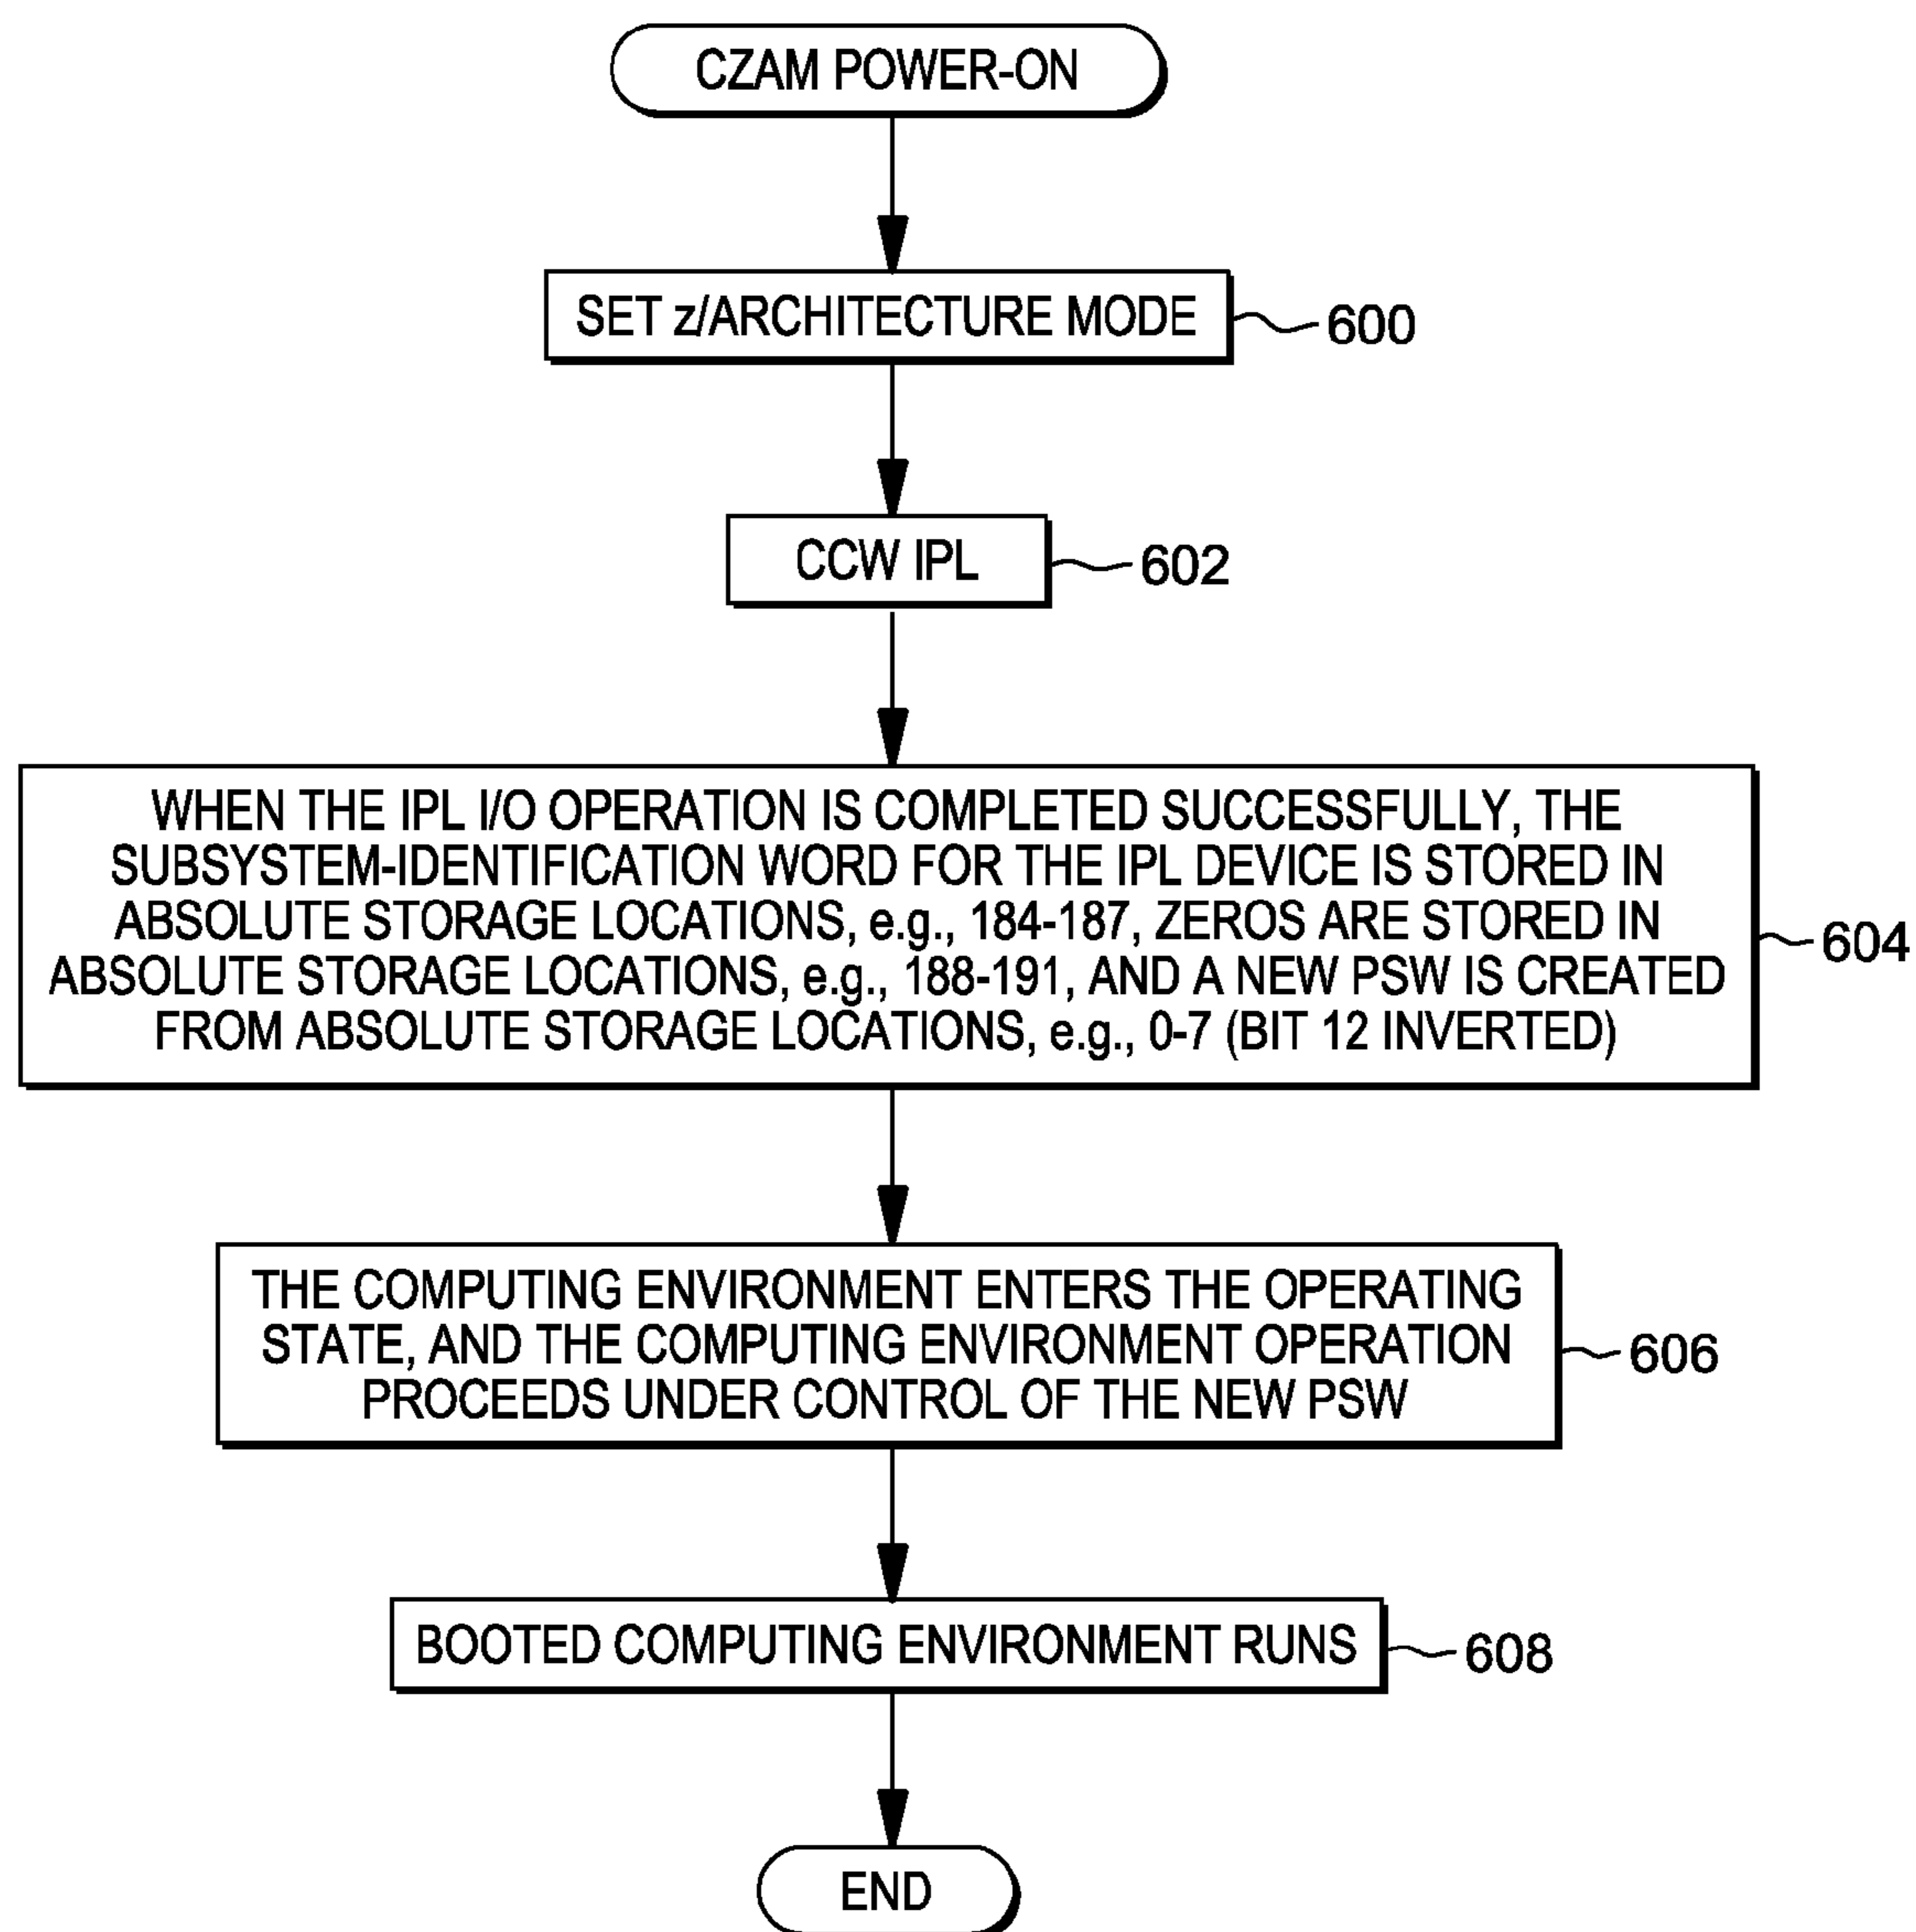 CZAM POWER-ON
SET z/ARCHITECTURE MODE
600
CCW IPL
602
WHEN THE IPL I/O OPERATION IS COMPLETED SUCCESSFULLY, THE
SUBSYSTEM-IDENTIFICATION WORD FOR THE IPL DEVICE IS STORED IN
ABSOLUTE STORAGE LOCATIONS, e.g., 184-187, ZEROS ARE STORED IN
ABSOLUTE STORAGE LOCATIONS, e.g., 188-191, AND A NEW PSW IS CREATED
FROM ABSOLUTE STORAGE LOCATIONS, e.g., 0-7 (BIT 12 INVERTED)
604
THE COMPUTING ENVIRONMENT ENTERS THE OPERATING
STATE, AND THE COMPUTING ENVIRONMENT OPERATION
PROCEEDS UNDER CONTROL OF THE NEW PSW
606
BOOTED COMPUTING ENVIRONMENT RUNS
608
END